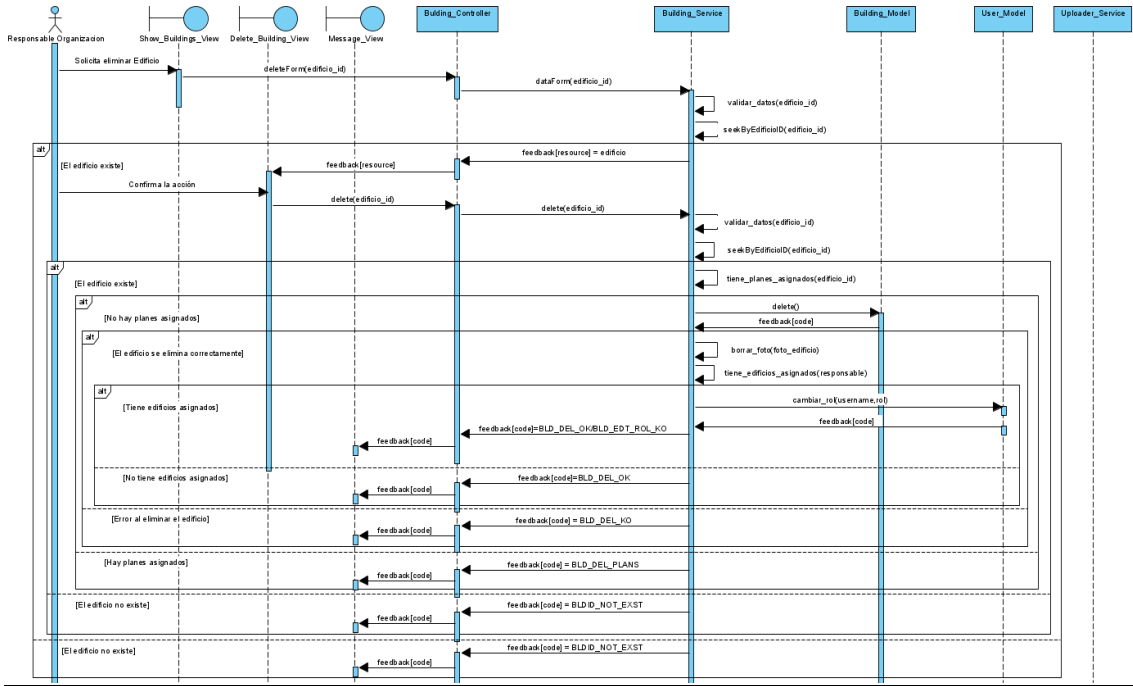 Responsable Organizacion
Show_Buildings_View
Delete_Building_View
Message_View
Bulding_Controller
Building_Service
Building_Model
User_Model
Uploader_Service
Solicita eliminar Edificio
deleteForm(edificio_id)
dataForm(edificio_id)
validar_datos(edificio_id)
seekByEdificioID(edificio_id)
alt
[El edificio existe]
feedback[resource] = edificio
feedback[resource]
Confirma la acción
delete(edificio_id)
delete(edificio_id)
validar_datos(edificio_id)
seekByEdificioID(edificio_id)
alt
[El edificio existe]
tiene_planes_asignados(edificio_id)
alt
[No hay planes asignados]
delete()
feedback[code]
alt
[El edificio se elimina correctamente]
borrar_foto(foto_edificio)
tiene_edificios_asignados(responsable)
alt
[Tiene edificios asignados]
cambiar_rol(username,rol)
feedback[code]
feedback[code]=BLD_DEL_OK/BLD_EDT_ROL_KO
feedback[code]
[No tiene edificios asignados]
feedback[code]=BLD_DEL_OK
feedback[code]
[Error al eliminar el edificio]
feedback[code] = BLD_DEL_KO
feedback[code]
[Hay planes asignados]
feedback[code] = BLD_DEL_PLANS
feedback[code]
[El edificio no existe]
feedback[code] = BLDID_NOT_EXST
feedback[code]
[El edificio no existe]
feedback[code] = BLDID_NOT_EXST
feedback[code]